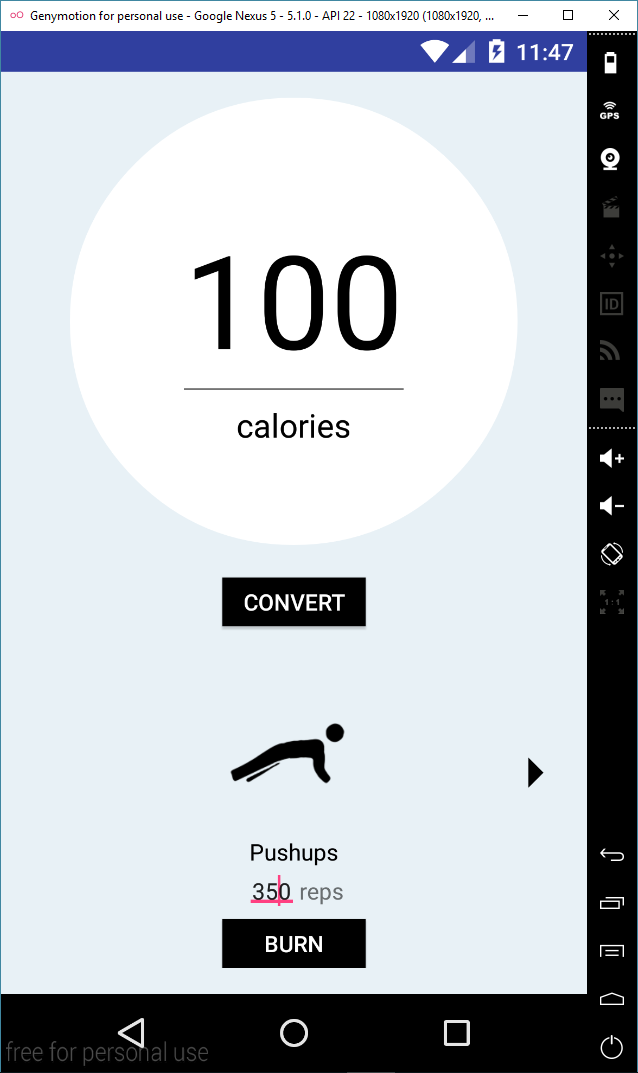 Genymotion for personal use - Google Nexus 5 - 5.1.0 - API 22 - 1080x1920 (1080x1920, ...
11:47
GPS
100
ID
calories
CONVERT
1:1
Pushups
350 reps
BURN
free for personal use